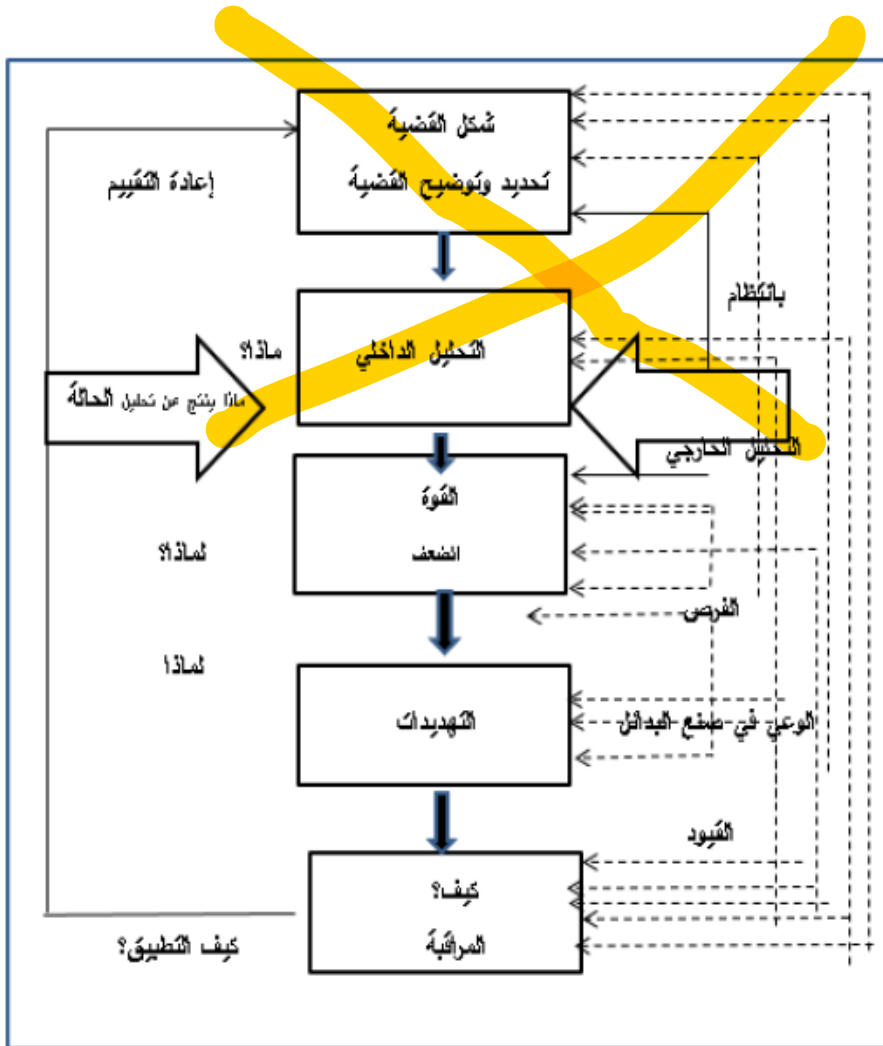 شكل القضية
تحديد وتوضيح القضية
إعادة التقييم
بانتظام
ماذا؟
التحليل الداخلي
ماذا ينتج عن تحليل الحالة
التحليل الخارجي
القوة
الضعف
لماذا؟
الفرص
لماذا
التهديدات
الوعي في صنع البدائل
القيود
كيف؟
المراقبة
كيف التطبيق؟